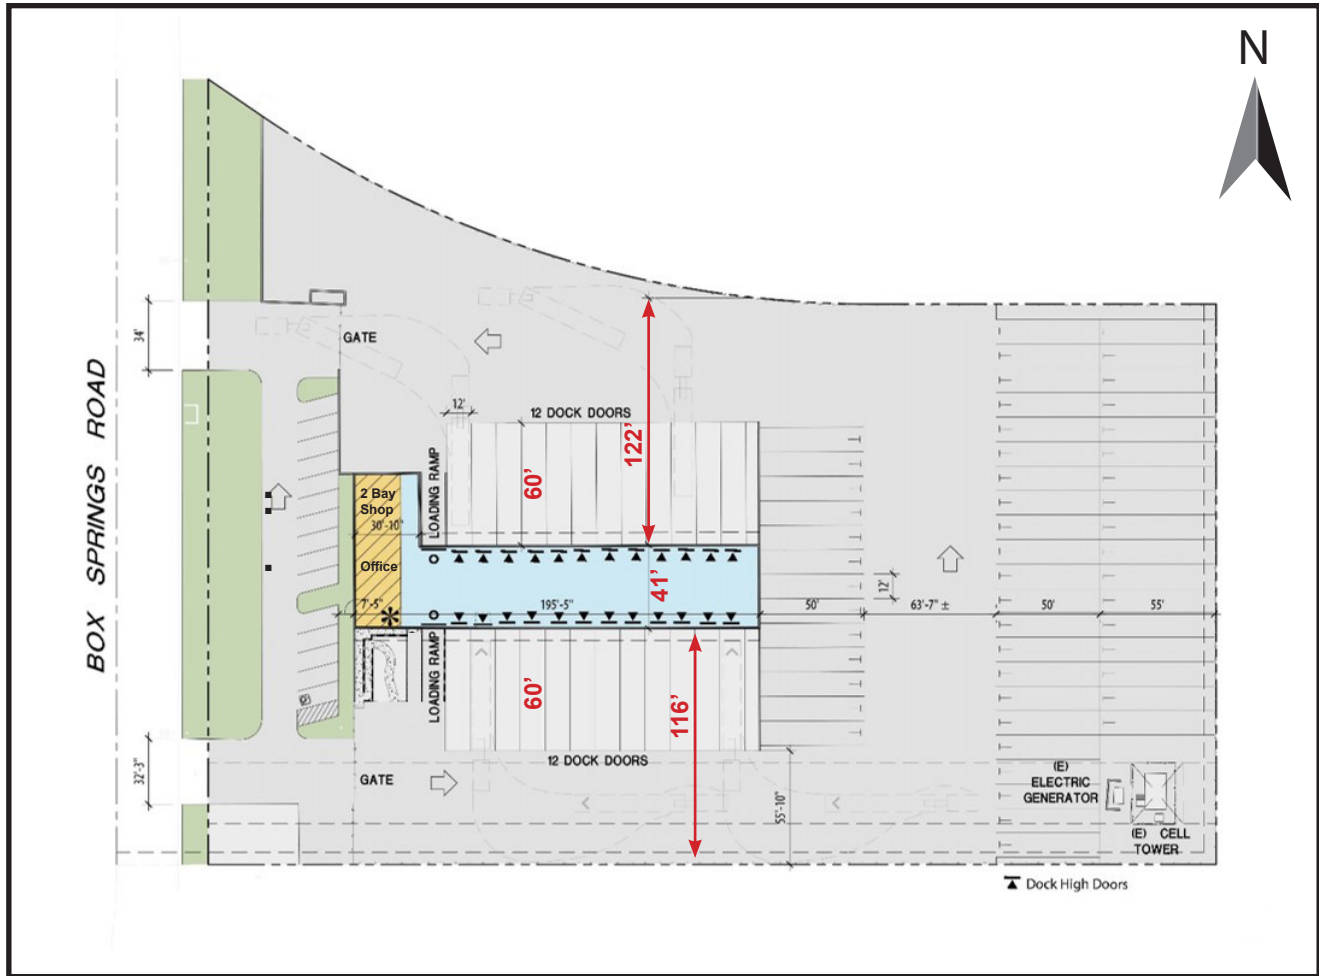 N
34'
GATE
BOX SPRINGS ROAD
12'
12 DOCK DOORS
122'
60'
LOADING RAMP
2 Bay
Shop
30'-10"
Office
41'
7'-5"
195'-5"
50'
12'
63'-7" ±
50'
55'
LOADING RAMP
60'
116'
32'-3"
12 DOCK DOORS
GATE
55'-10"
(E)
ELECTRIC
GENERATOR
(E) CELL
TOWER
Dock High Doors